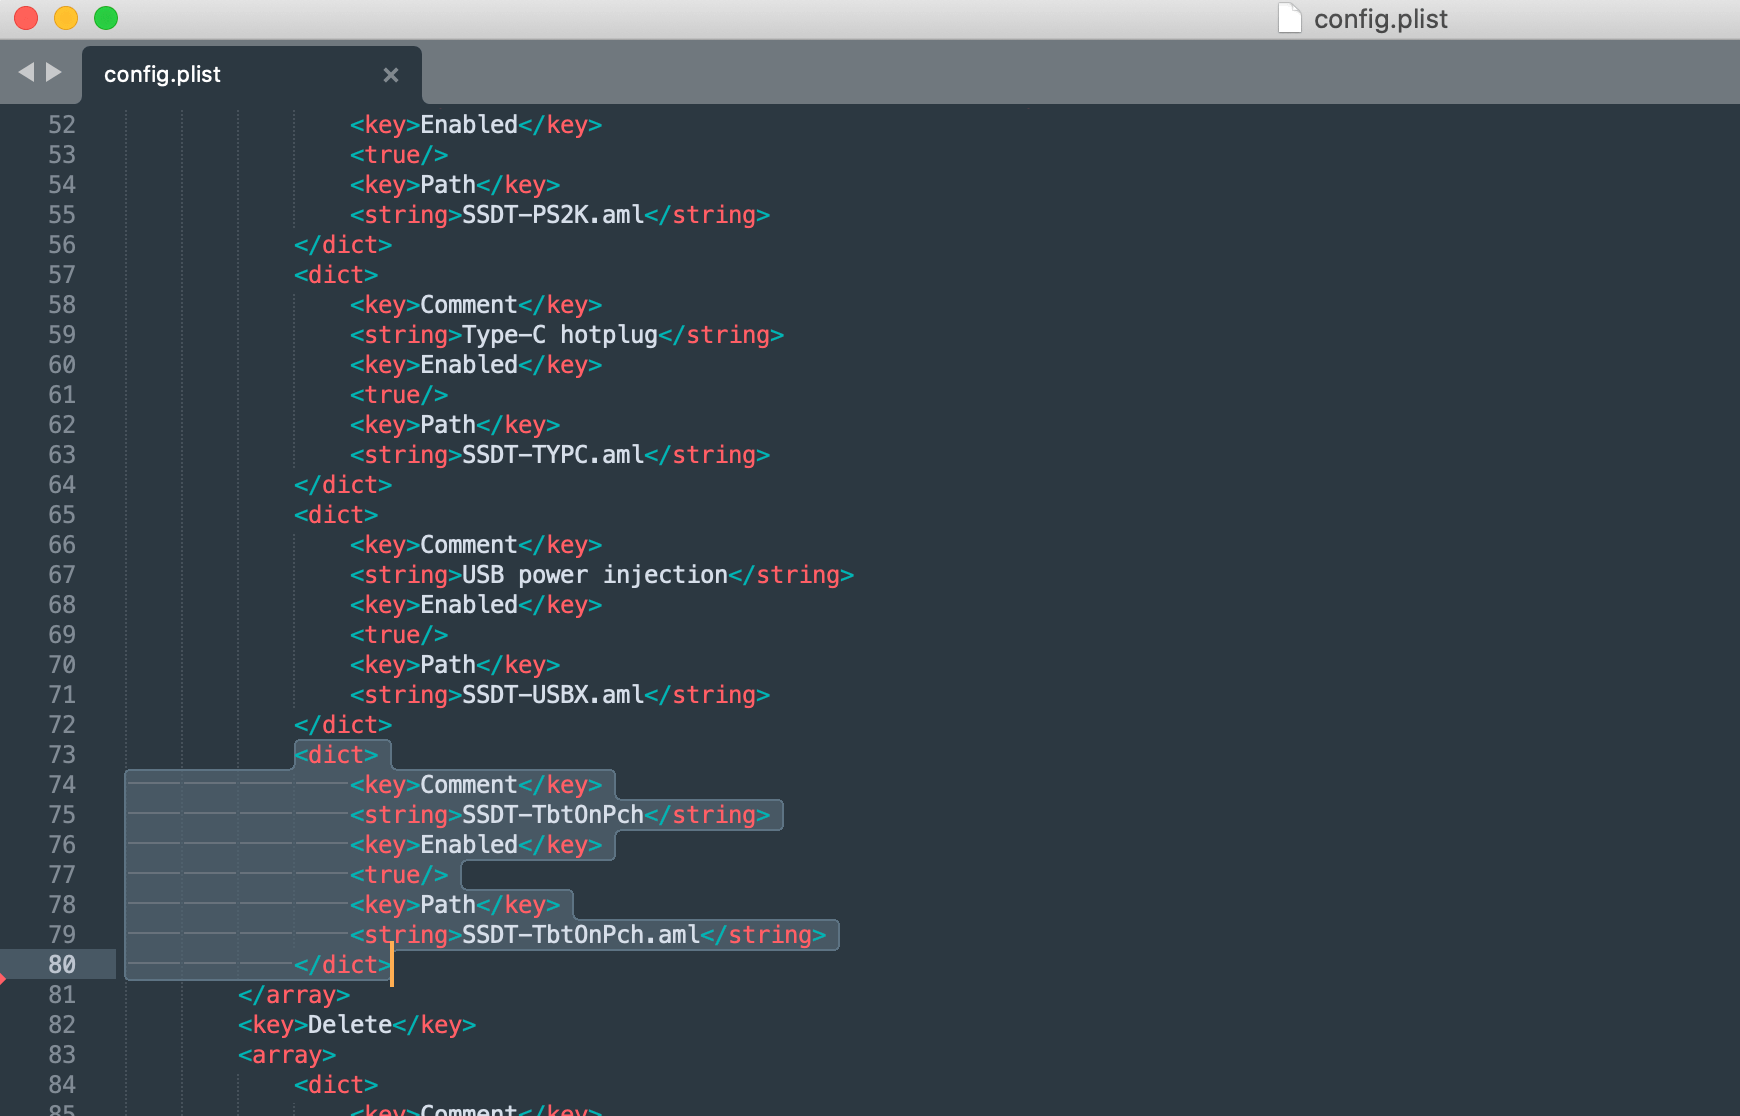 config.plist
config.plist ×
52 <key>Enabled</key>
53 <true/>
54 <key>Path</key>
55 <string>SSDT-PS2K.aml</string>
56 </dict>
57 <dict>
58 <key>Comment</key>
59 <string>Type-C hotplug</string>
60 <key>Enabled</key>
61 <true/>
62 <key>Path</key>
63 <string>SSDT-TYPC.aml</string>
64 </dict>
65 <dict>
66 <key>Comment</key>
67 <string>USB power injection</string>
68 <key>Enabled</key>
69 <true/>
70 <key>Path</key>
71 <string>SSDT-USBX.aml</string>
72 </dict>
73 <dict>
74 <key>Comment</key>
75 <string>SSDT-TbtOnPch</string>
76 <key>Enabled</key>
77 <true/>
78 <key>Path</key>
79 <string>SSDT-TbtOnPch.aml</string>
80 </dict>
81 </array>
82 <key>Delete</key>
83 <array>
84 <dict>
85 <key>Comment</key>